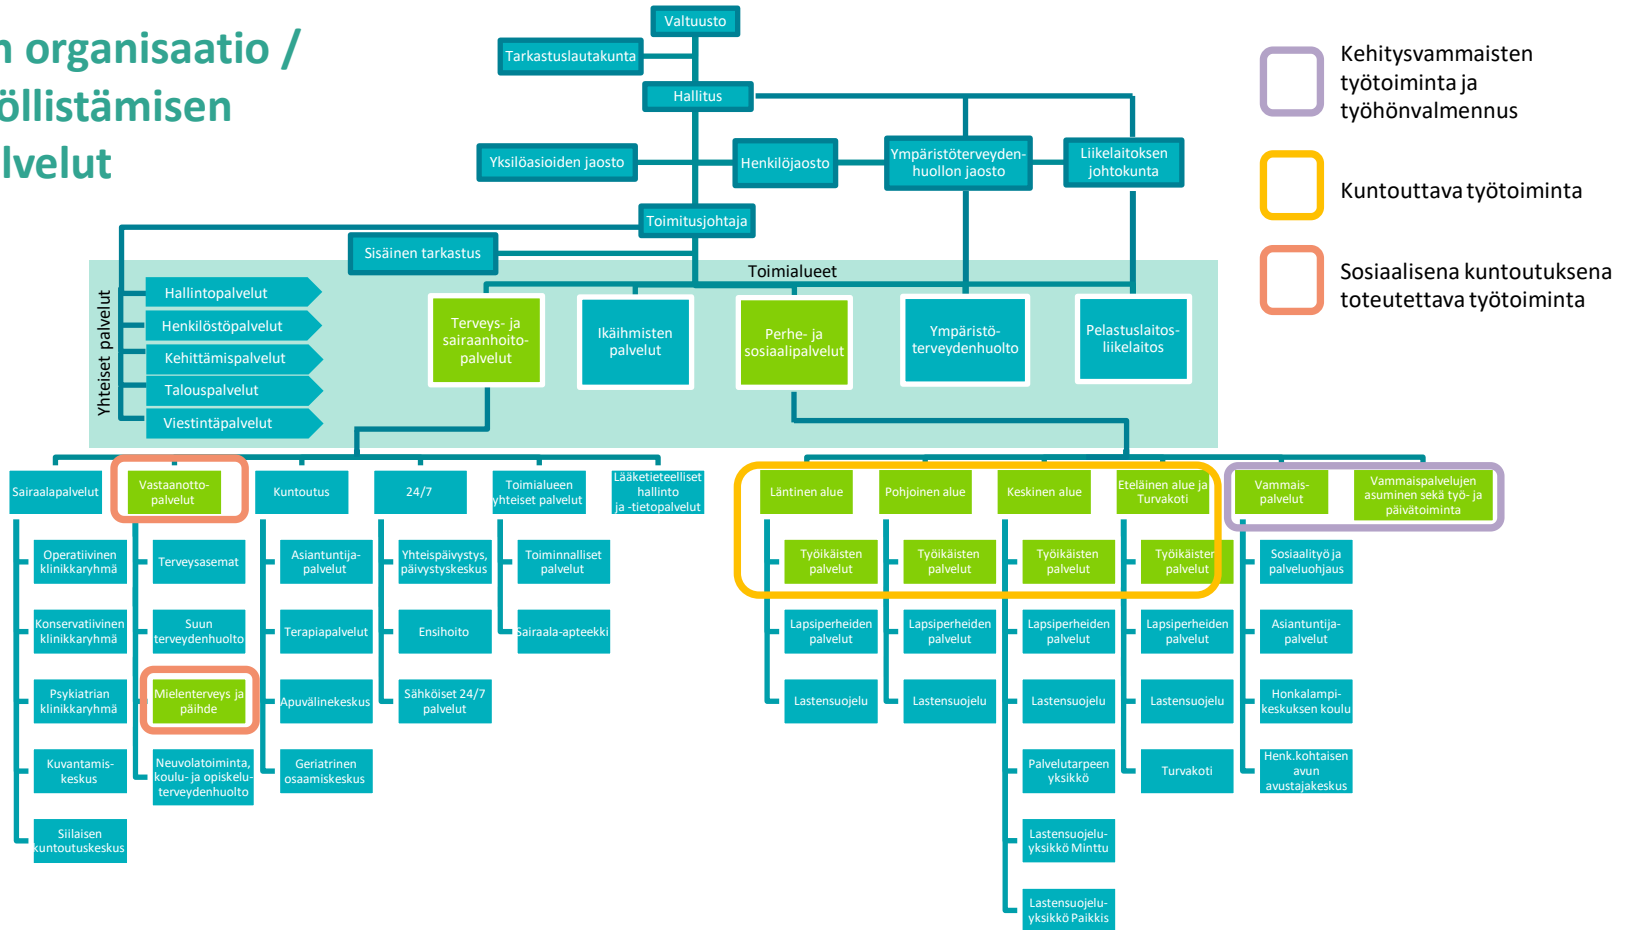 n organisaatio /
öllistämisen
lvelut
Valtuusto
Tarkastuslautakunta
Hallitus
Yksilöasioiden jaosto
Henkilöjaosto
Ympäristöterveyden-
huollon jaosto
Liikelaitoksen
johtokunta
Toimitusjohtaja
Sisäinen tarkastus
Kehitysvammaisten
työtoiminta ja
työhönvalmennus
Kuntouttava työtoiminta
Sosiaalisena kuntoutuksena
toteutettava työtoiminta
Toimialueet
Yhteiset palvelut
Hallintopalvelut
Henkilöstöpalvelut
Kehittämispalvelut
Talouspalvelut
Viestintäpalvelut
Terveys- ja
sairaanhoito-
palvelut
Ikäihmisten
palvelut
Perhe- ja
sosiaalipalvelut
Ympäristö-
terveydenhuolto
Pelastuslaitos-
liikelaitos
Sairaalapalvelut
Operatiivinen
klinikkaryhmä
Konservatiivinen
klinikkaryhmä
Psykiatrian
klinikkaryhmä
Kuvantamis-
keskus
Siilaisen
kuntoutuskeskus
Vastaanotto-
palvelut
Terveysasemat
Suun
terveydenhuolto
Mielenterveys ja
päihde
Neuvolatoiminta,
koulu- ja opiskelu-
terveydenhuolto
Kuntoutus
Asiantuntija-
palvelut
Terapiapalvelut
Apuvälinekeskus
Geriatrinen
osaamiskeskus
24/7
Yhteispäivystys,
päivystyskeskus
Ensihoito
Sähköiset 24/7
palvelut
Toimialueen
yhteiset palvelut
Toiminnalliset
palvelut
Sairaala-apteekki
Lääketieteelliset
hallinto
ja -tietopalvelut
Läntinen alue
Työikäisten
palvelut
Lapsiperheiden
palvelut
Lastensuojelu
Pohjoinen alue
Työikäisten
palvelut
Lapsiperheiden
palvelut
Lastensuojelu
Keskinen alue
Työikäisten
palvelut
Lapsiperheiden
palvelut
Lastensuojelu
Palvelutarpeen
yksikkö
Lastensuojelu-
yksikkö Minttu
Lastensuojelu-
yksikkö Paikkis
Eteläinen alue ja
Turvakoti
Työikäisten
palvelut
Lapsiperheiden
palvelut
Lastensuojelu
Turvakoti
Vammais-
palvelut
Sosiaalityö ja
palveluohjaus
Asiantuntija-
palvelut
Honkalampi-
keskuksen koulu
Henk.kohtaisen
avun
avustajakeskus
Vammaispalvelujen
asuminen sekä työ- ja
päivätoiminta